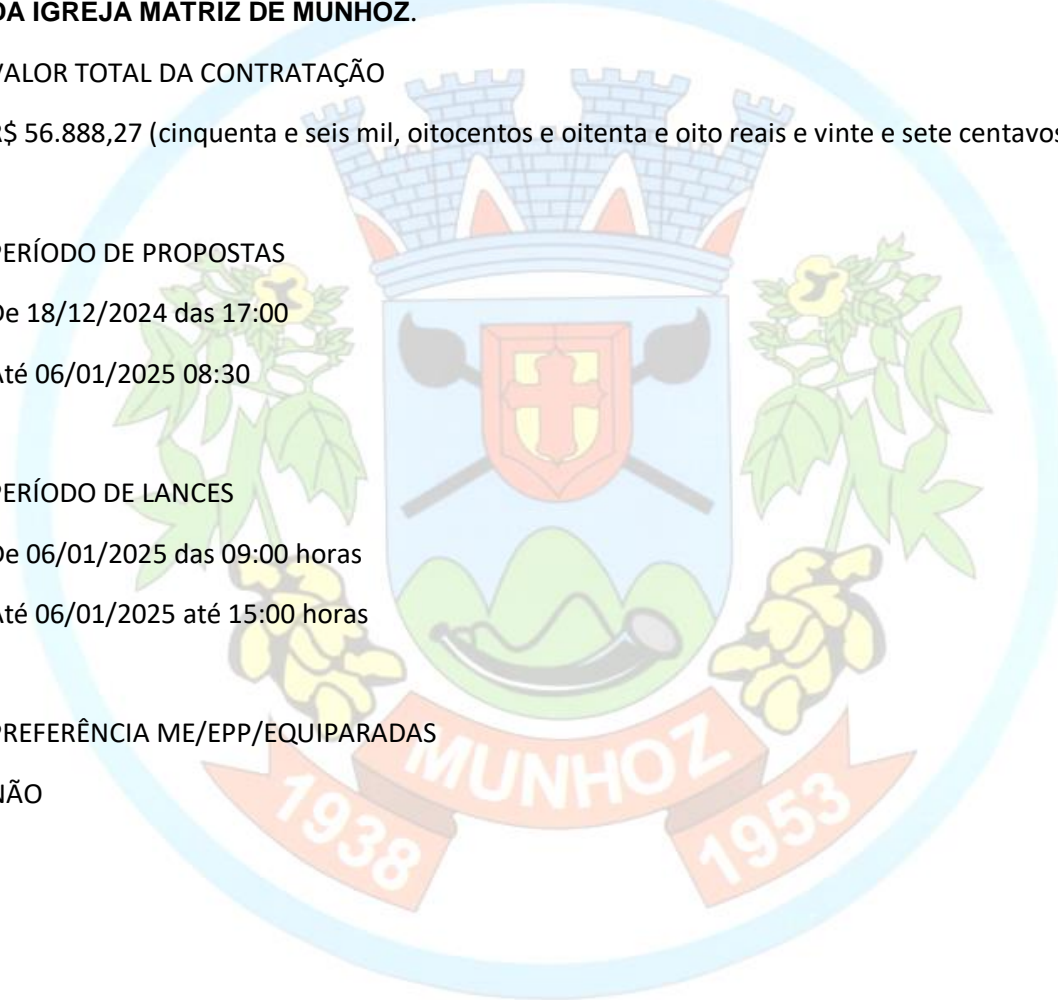 DA IGREJA MATRIZ DE MUNHOZ.
VALOR TOTAL DA CONTRATAÇÃO
R$ 56.888,27 (cinquenta e seis mil, oitocentos e oitenta e oito reais e vinte e sete centavos
PERÍODO DE PROPOSTAS
De 18/12/2024 das 17:00
Até 06/01/2025 08:30
PERÍODO DE LANCES
De 06/01/2025 das 09:00 horas
Até 06/01/2025 até 15:00 horas
PREFERÊNCIA ME/EPP/EQUIPARADAS
NÃO
MUNHOZ
1938
1953